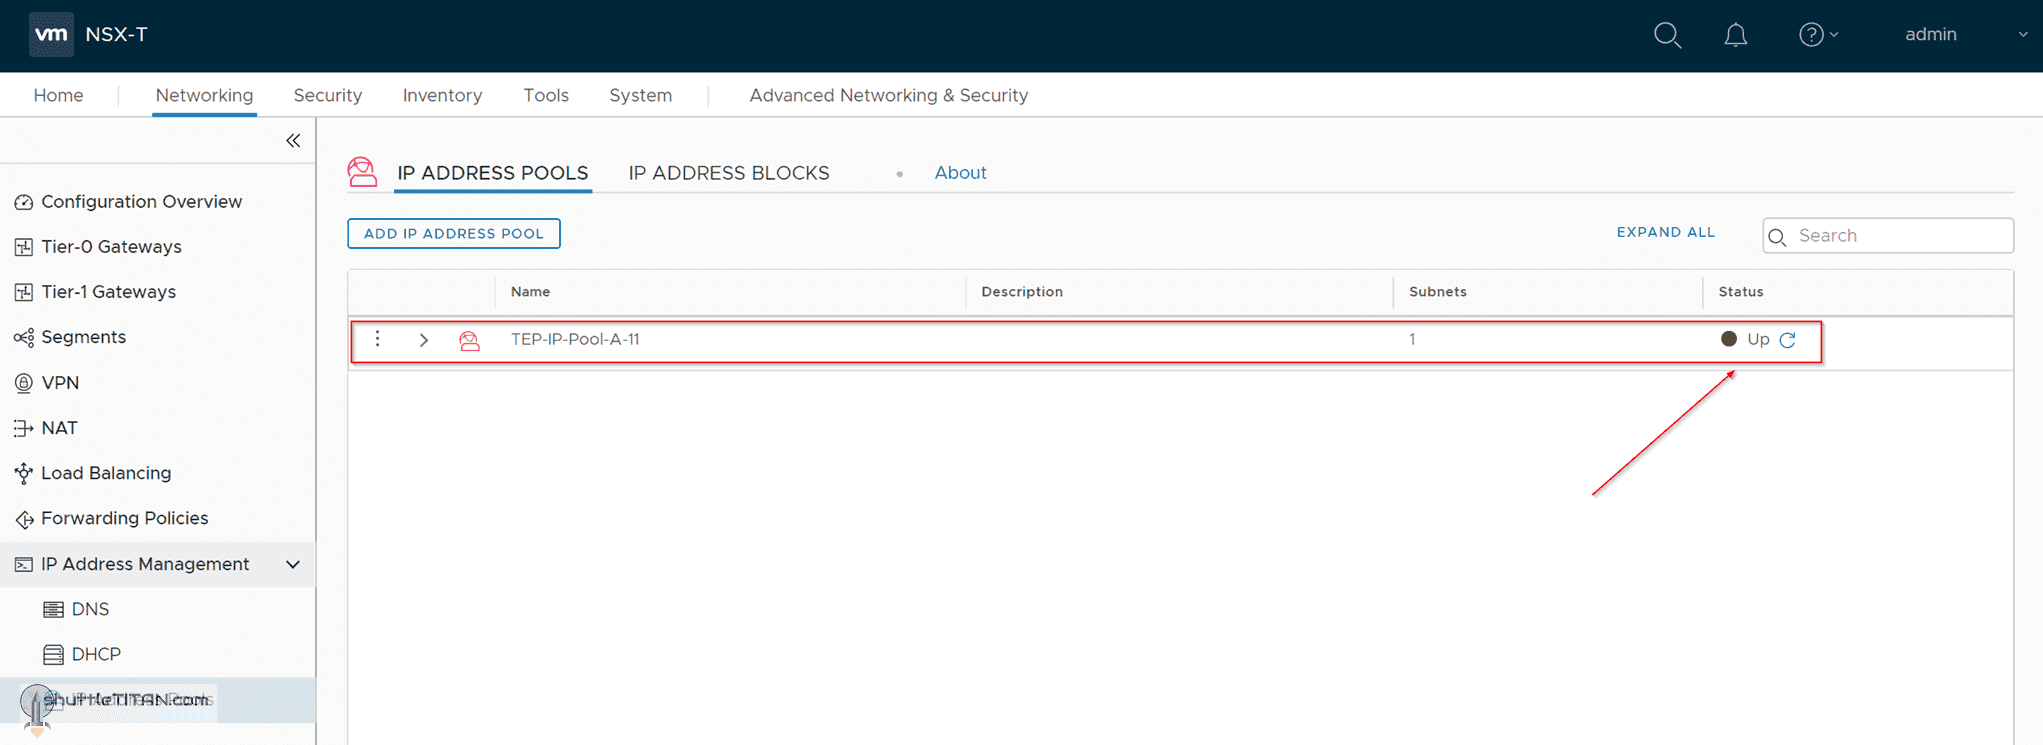 vm NSX-T admin
Home Networking Security Inventory Tools System Advanced Networking & Security
IP ADDRESS POOLS IP ADDRESS BLOCKS About
ADD IP ADDRESS POOL EXPAND ALL Search
Name Description Subnets Status
TEP-IP-Pool-A-11 1 Up
Configuration Overview
Tier-0 Gateways
Tier-1 Gateways
Segments
VPN
NAT
Load Balancing
Forwarding Policies
IP Address Management
DNS
DHCP
shuttleTITAN.com